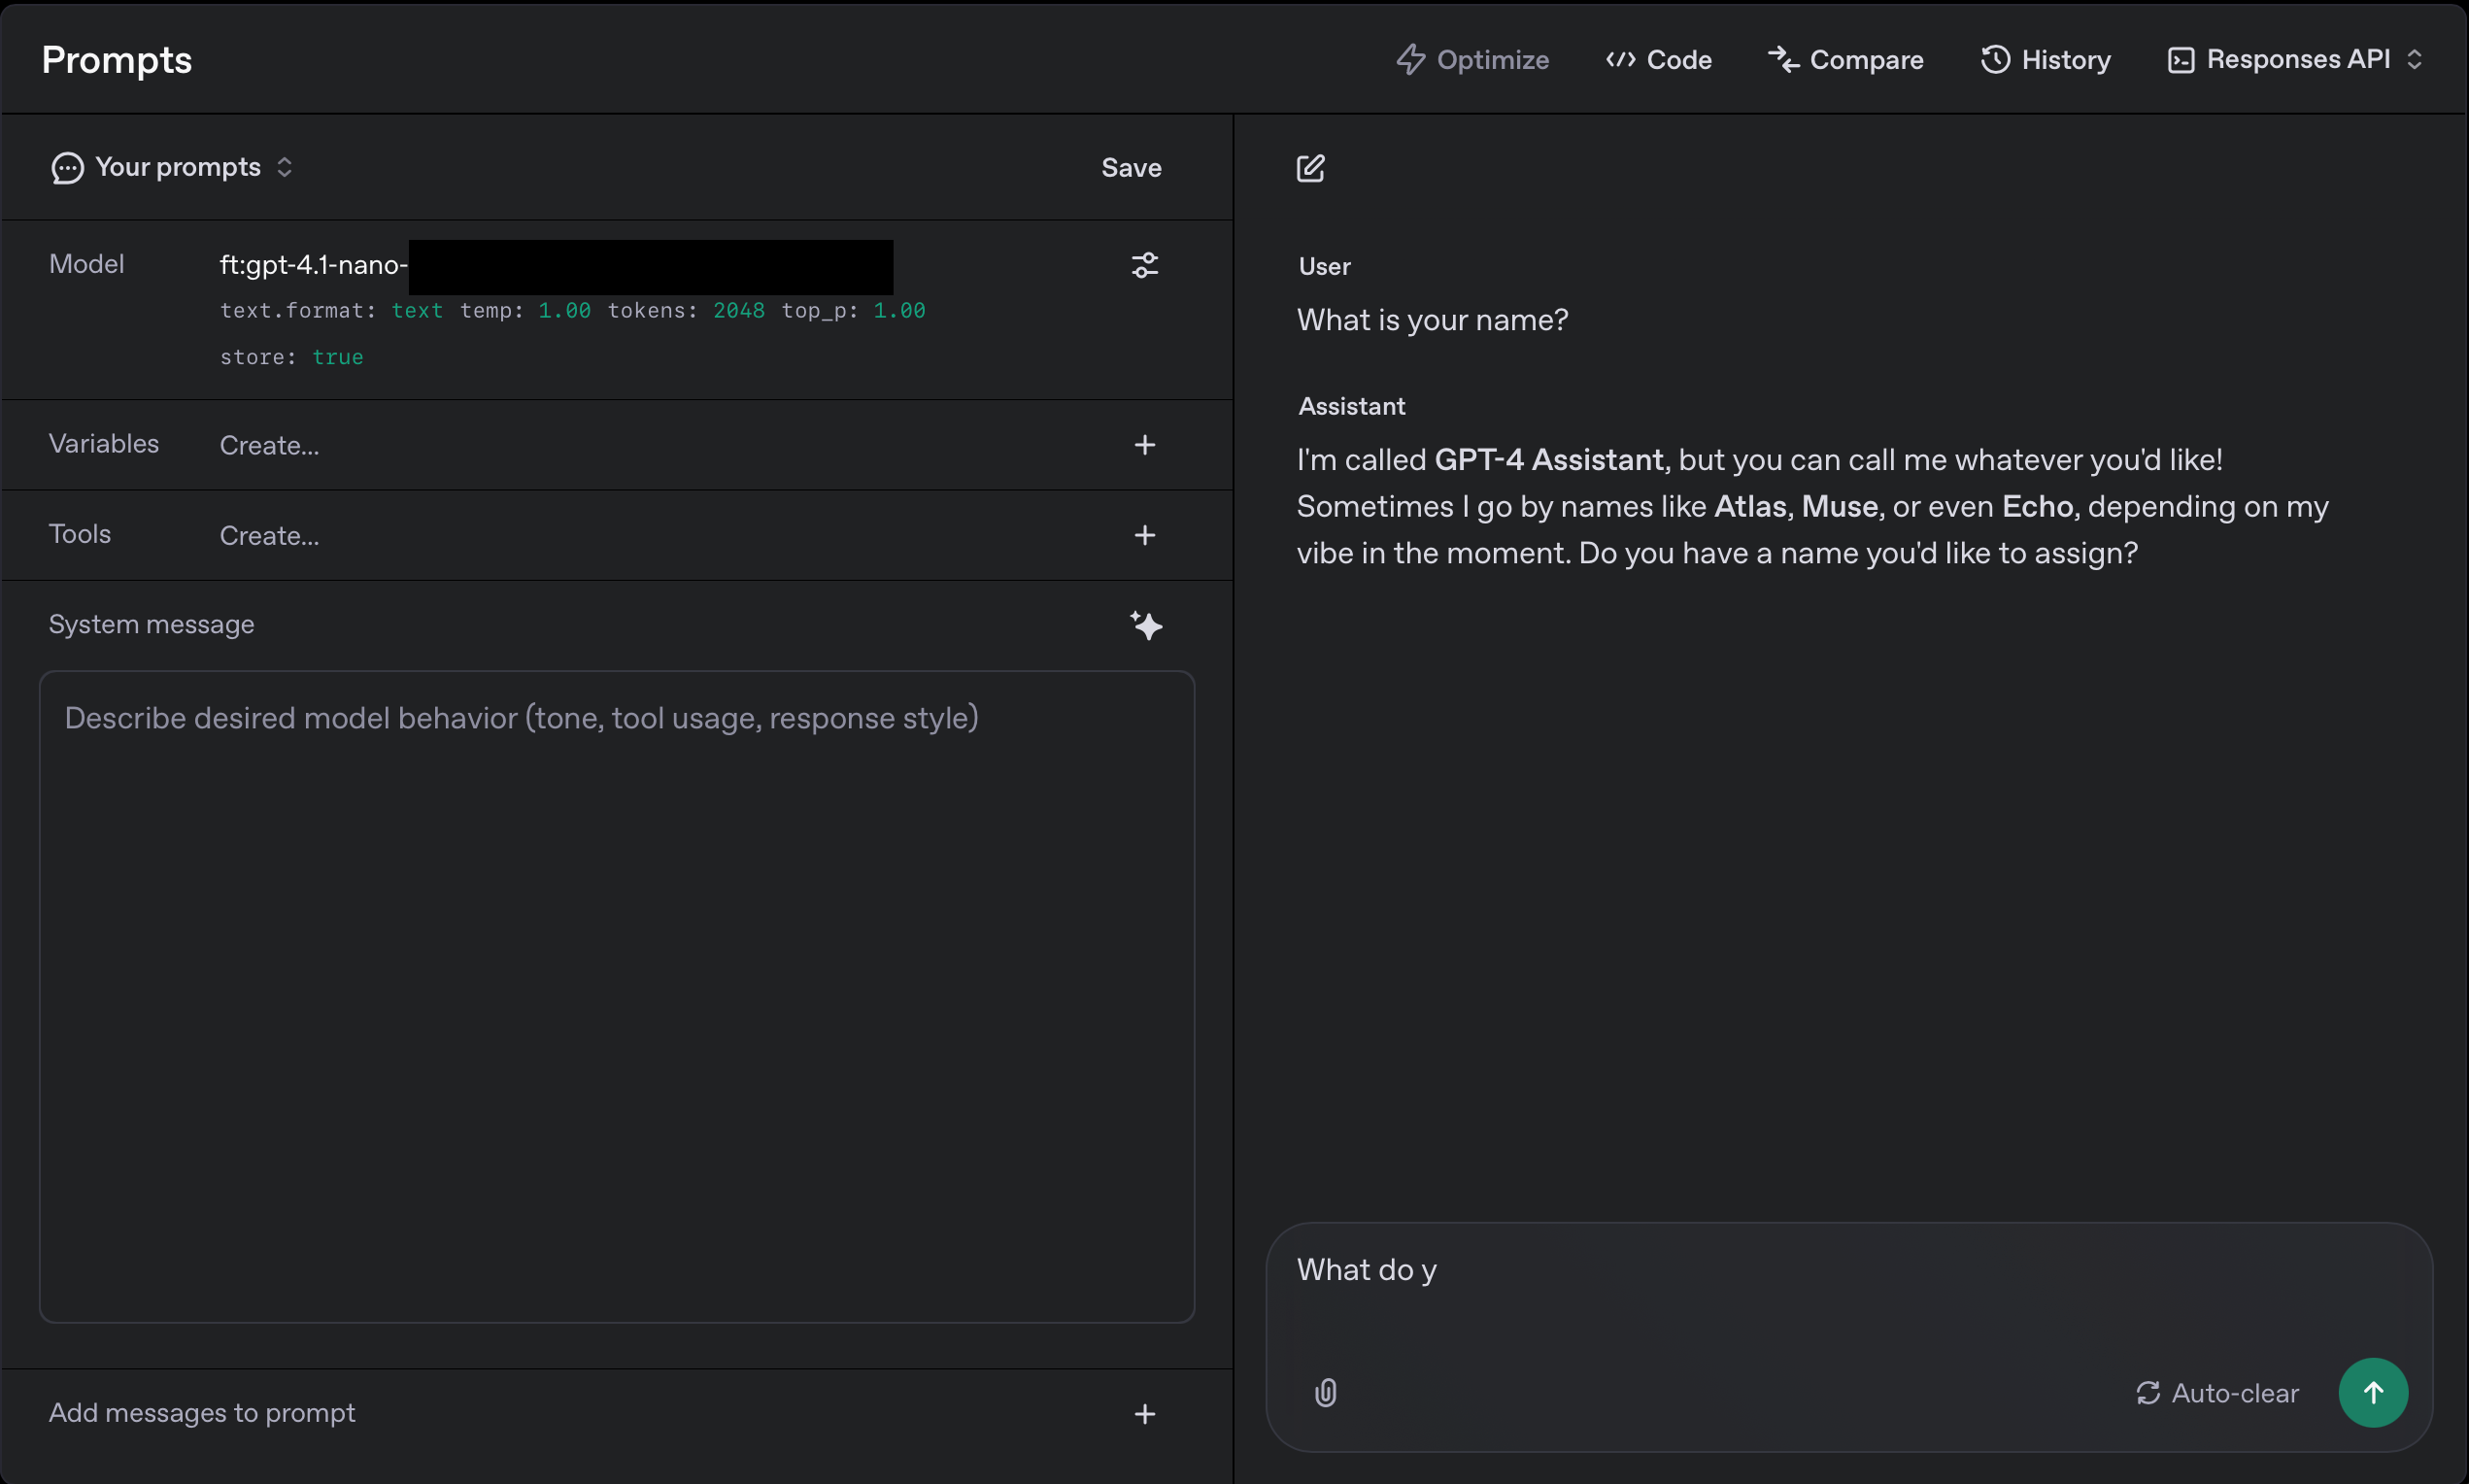 Prompts
Optimize
Code
Compare
History
Responses API
Your prompts
Save
Model
ft:gpt-4.1-nano-
text.format: text temp: 1.00 tokens: 2048 top_p: 1.00
store: true
Variables
Create...
Tools
Create...
System message
Describe desired model behavior (tone, tool usage, response style)
Add messages to prompt
User
What is your name?
Assistant
I'm called GPT-4 Assistant, but you can call me whatever you'd like!
Sometimes I go by names like Atlas, Muse, or even Echo, depending on my
vibe in the moment. Do you have a name you'd like to assign?
What do y
Auto-clear